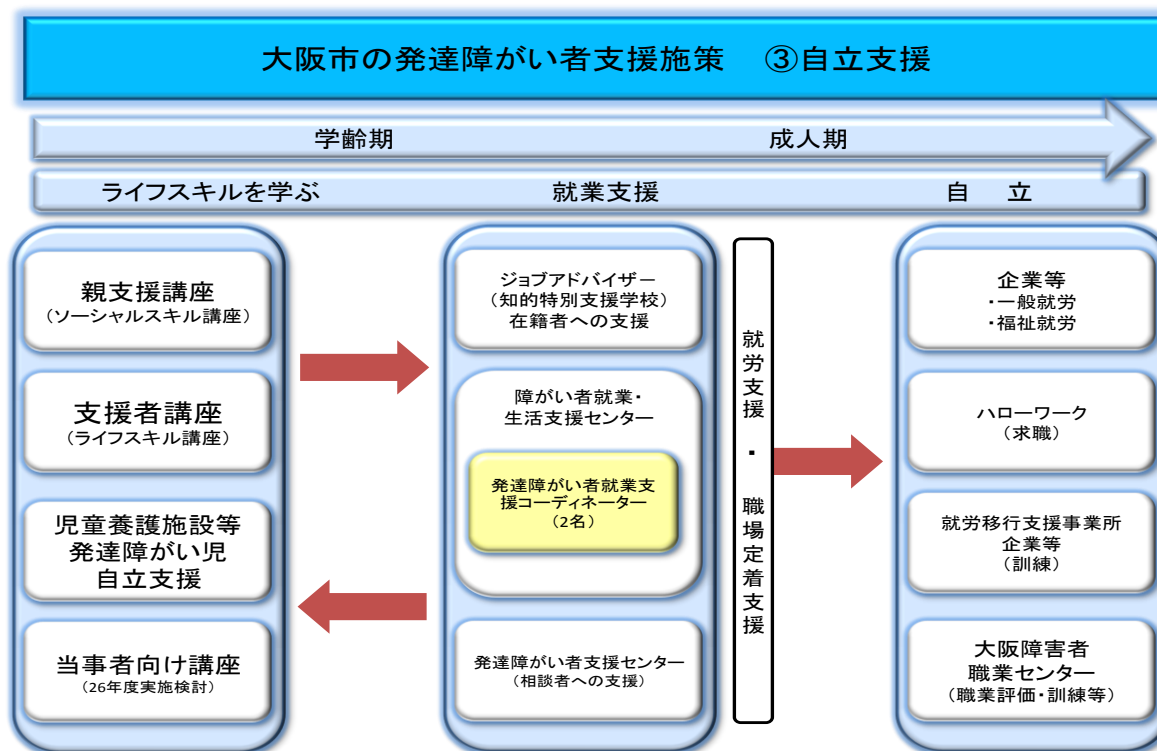 大阪市の発達障がい者支援施策　③自立支援
学齢期
成人期
ライフスキルを学ぶ
就業支援
自　立
親支援講座
（ソーシャルスキル講座）
支援者講座
（ライフスキル講座）
児童養護施設等
発達障がい児
自立支援
当事者向け講座
（26年度実施検討）
ジョブアドバイザー
（知的特別支援学校）
在籍者への支援
障がい者就業・
生活支援センター
発達障がい者就業支
援コーディネーター
（2名）
発達障がい者支援センター
（相談者への支援）
就労支援・職場定着支援
企業等
・一般就労
・福祉就労
ハローワーク
（求職）
就労移行支援事業所
企業等
（訓練）
大阪障害者
職業センター
（職業評価・訓練等）